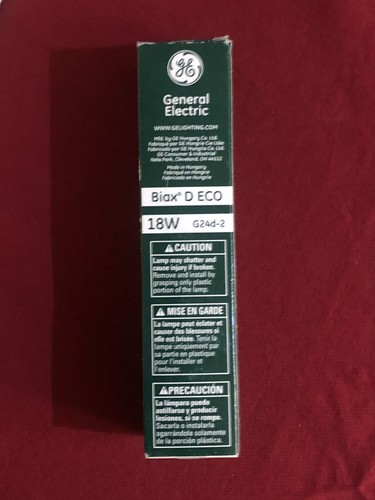 GE
General
Electric
WWW.GELIGHTING.COM
Mfd. by GE Hungary Co. Ltd.
Fabriqué par GE Hongrie Cie Ltée
Fabricado por GE Hungria Co. Ltd.
GE Consumer & Industrial
Nela Park, Cleveland, OH 44112
Made in Hungary
Fabriqué en Hongrie
Fabricado en Hungría
Biax® D ECO
18W G24d-2
⚠CAUTION
Lamp may shatter and
cause injury if broken.
Remove and install by
grasping only plastic
portion of the lamp.
⚠ MISE EN GARDE
La lampe peut éclater et
causer des blessures si
elle est brisée. Tenir la
lampe uniquement par
sa partie en plastique
pour l'installer et
l'enlever.
⚠PRECAUCIÓN
La lámpara puede
astillarse y producir
lesiones, si se rompe.
Sacarla o instalarla
agarrándola solamente
de la porción plástica.